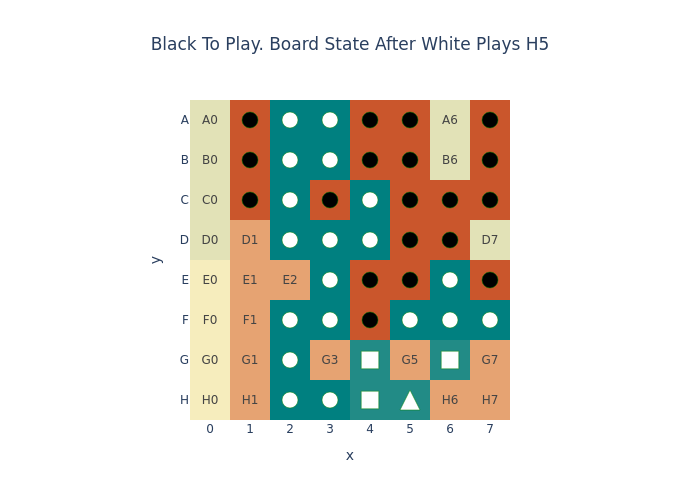 Black To Play. Board State After White Plays H5
A A0 A6
B B0 B6
C C0
D D0 D1 D7
E E0 E1 E2
F F0 F1
G G0 G1 G3 G5 G7
H H0 H1 H6 H7
0 1 2 3 4 5 6 7
x
y